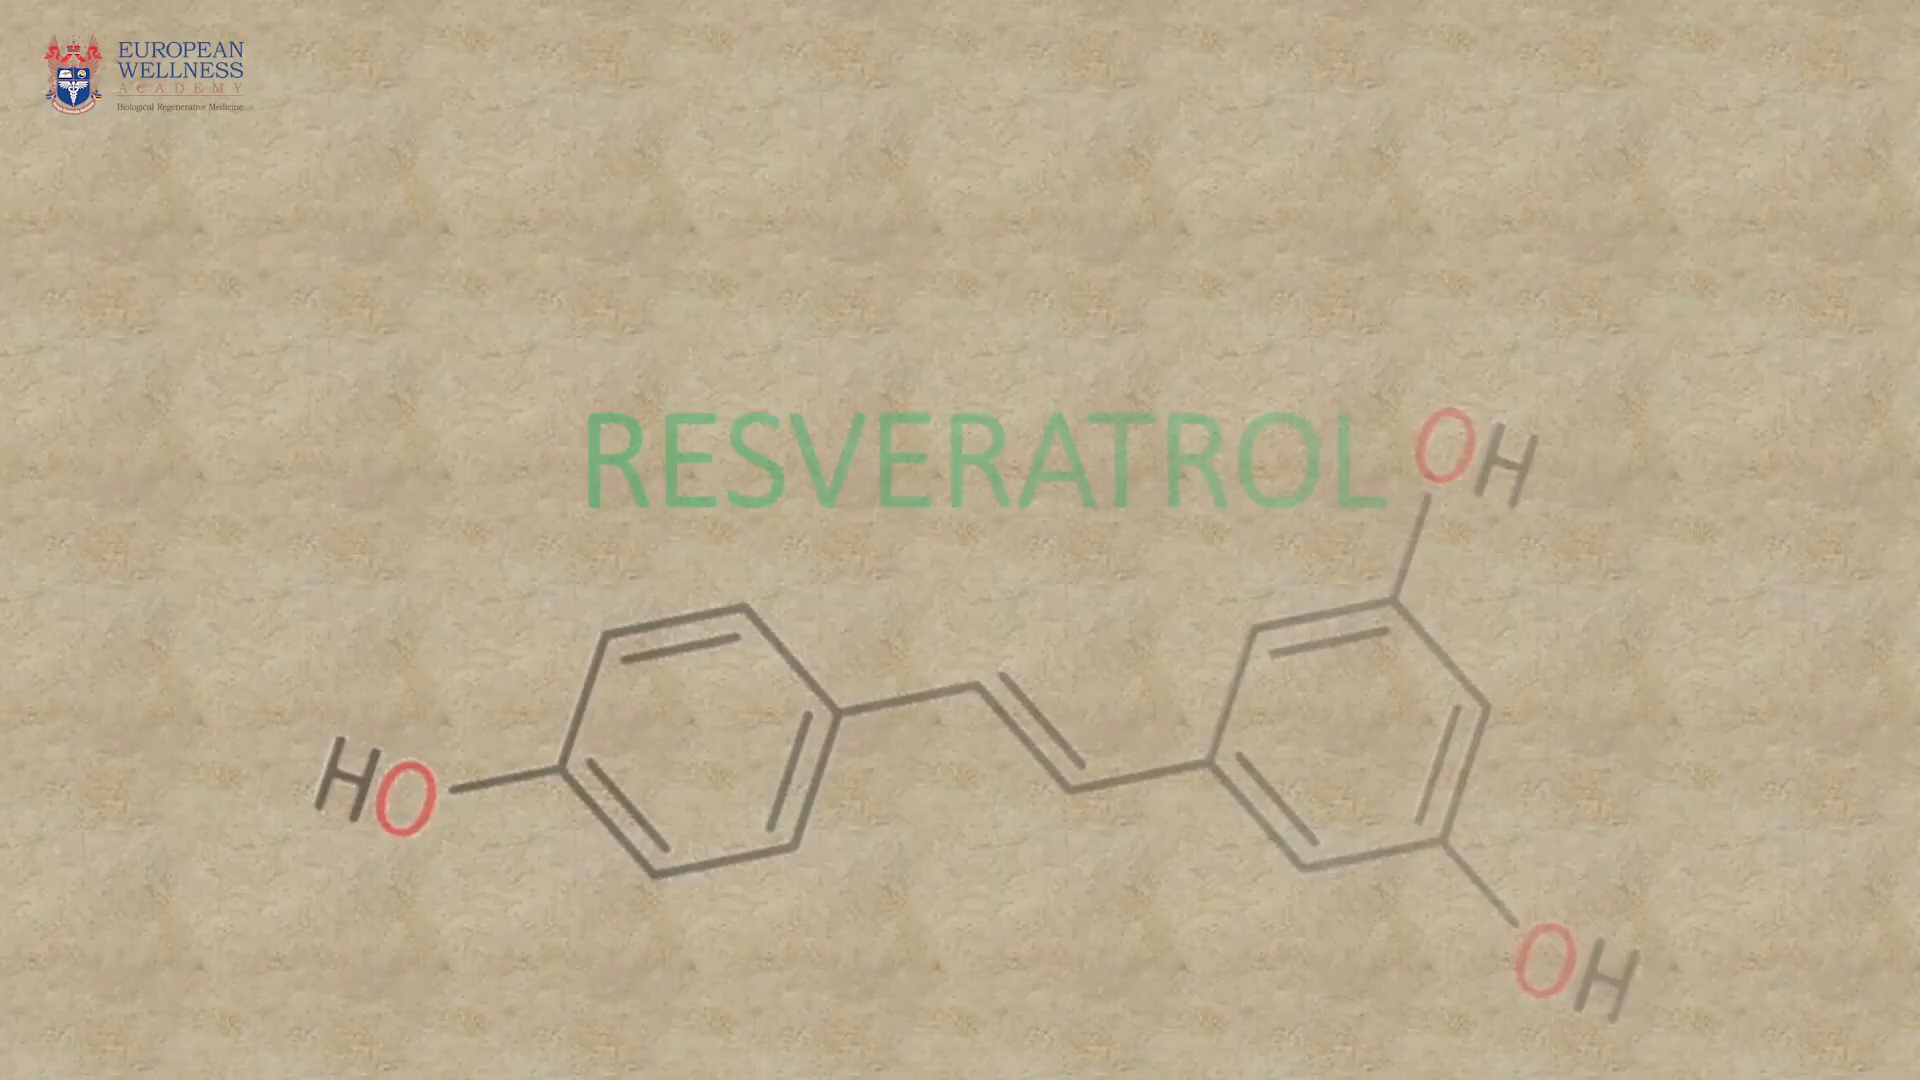 EUROPEAN
WELLNESS
ACADEMY
Biological Regenerative Medicine
RESVERATROL
OH
HO
OH